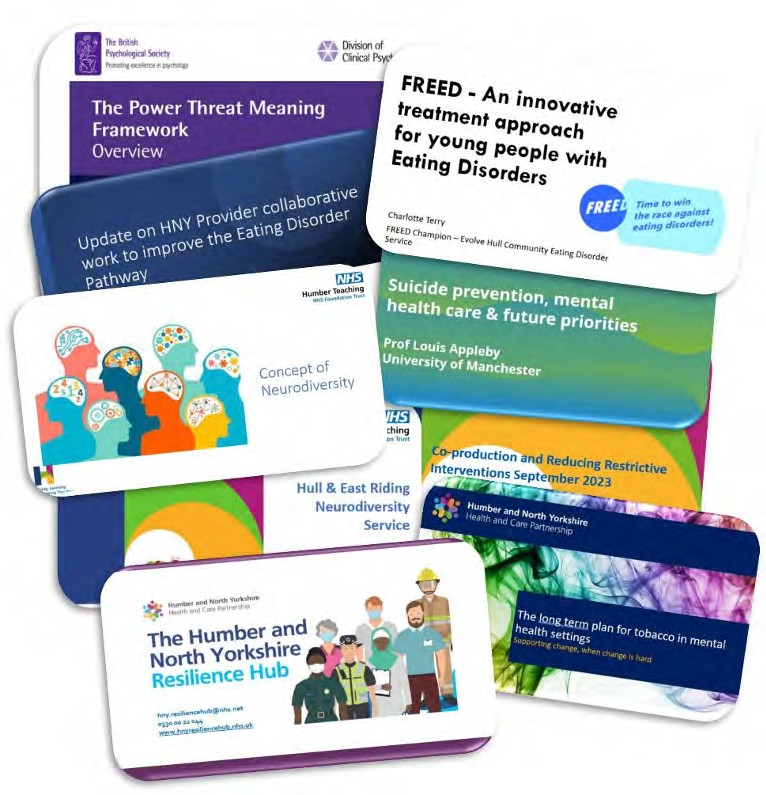 The British
Psychological Society
Promoting excellence in psychology
Division of
Clinical Psyc
The Power Threat Meaning
Framework
Overview
FREED - An innovative
treatment approach
for young people with
Eating Disorders
FREED
Time to win
the race against
eating disorders!
Charlotte Terry
FREED Champion – Evolve Hull Community Eating Disorder
Service
Update on HNY Provider collaborative
work to improve the Eating Disorder
Pathway
Suicide prevention, mental
health care & future priorities
Prof Louis Appleby
University of Manchester
NHS
Humber Teaching
NHS Foundation Trust
Concept of
Neurodiversity
NHS
ching
on Trust
Hull & East Riding
Neurodiversity
Service
Co-production and Reducing Restrictive
Interventions September 2023
Humber and North Yorkshire
Health and Care Partnership
The long term plan for tobacco in mental
health settings
Supporting change, when change is hard
Humber and North Yorkshire
Health and Care Partnership
The Humber and
North Yorkshire
Resilience Hub
hny.resiliencehub@nhs.net
0330 00 22 044
www.hnyresiliencehub.nhs.uk